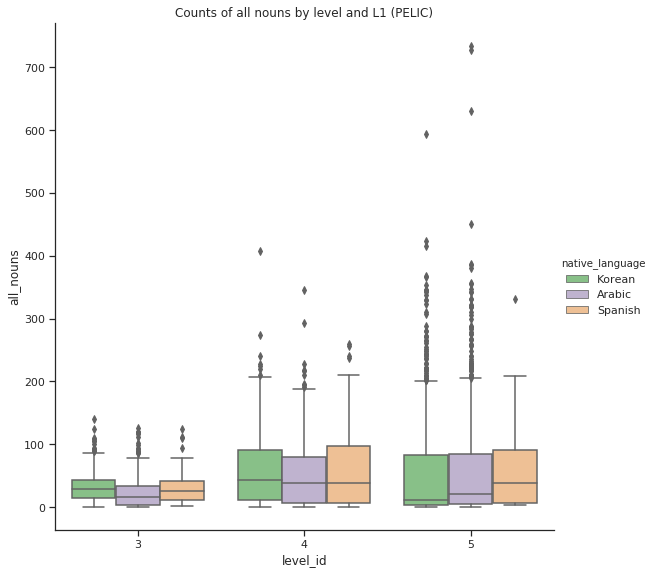 Counts of all nouns by level and L1 (PELIC)
700
600
500
400
300
200
100
0
all_nouns
3
4
5
level_id
native_language
Korean
Arabic
Spanish